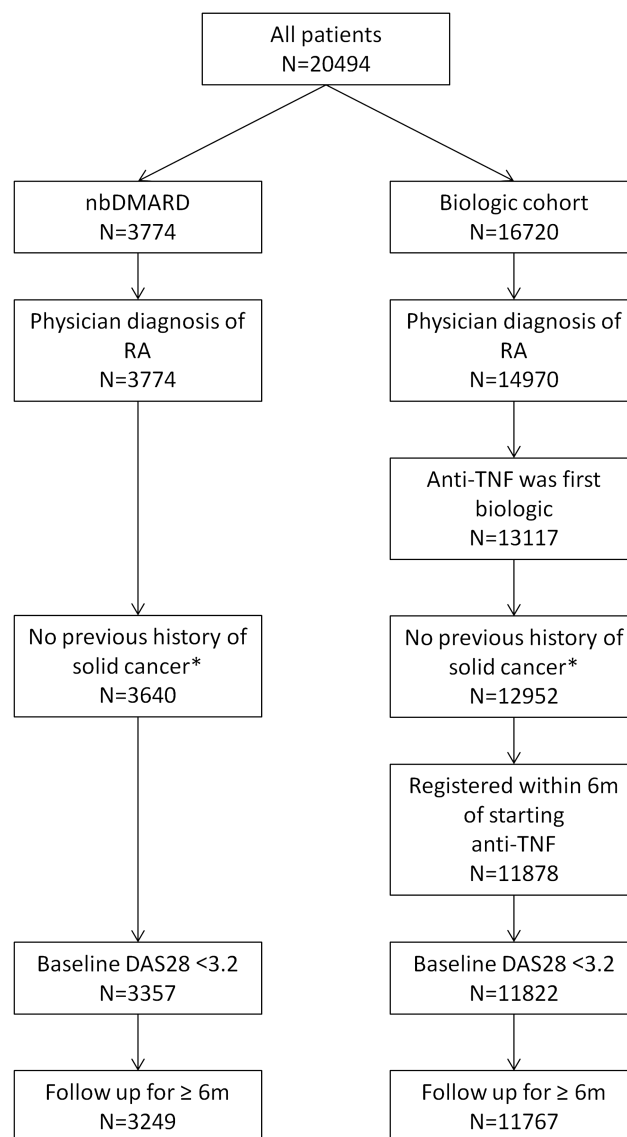 All patients
N=20494
nbDMARD
N=3774
Biologic cohort
N=16720
Physician diagnosis of
RA
N=3774
Physician diagnosis of
RA
N=14970
Anti-TNF was first
biologic
N=13117
No previous history of
solid cancer*
N=3640
No previous history of
solid cancer*
N=12952
Registered within 6m
of starting
anti-TNF
N=11878
Baseline DAS28 <3.2
N=3357
Baseline DAS28 <3.2
N=11822
Follow up for ≥ 6m
N=3249
Follow up for ≥ 6m
N=11767